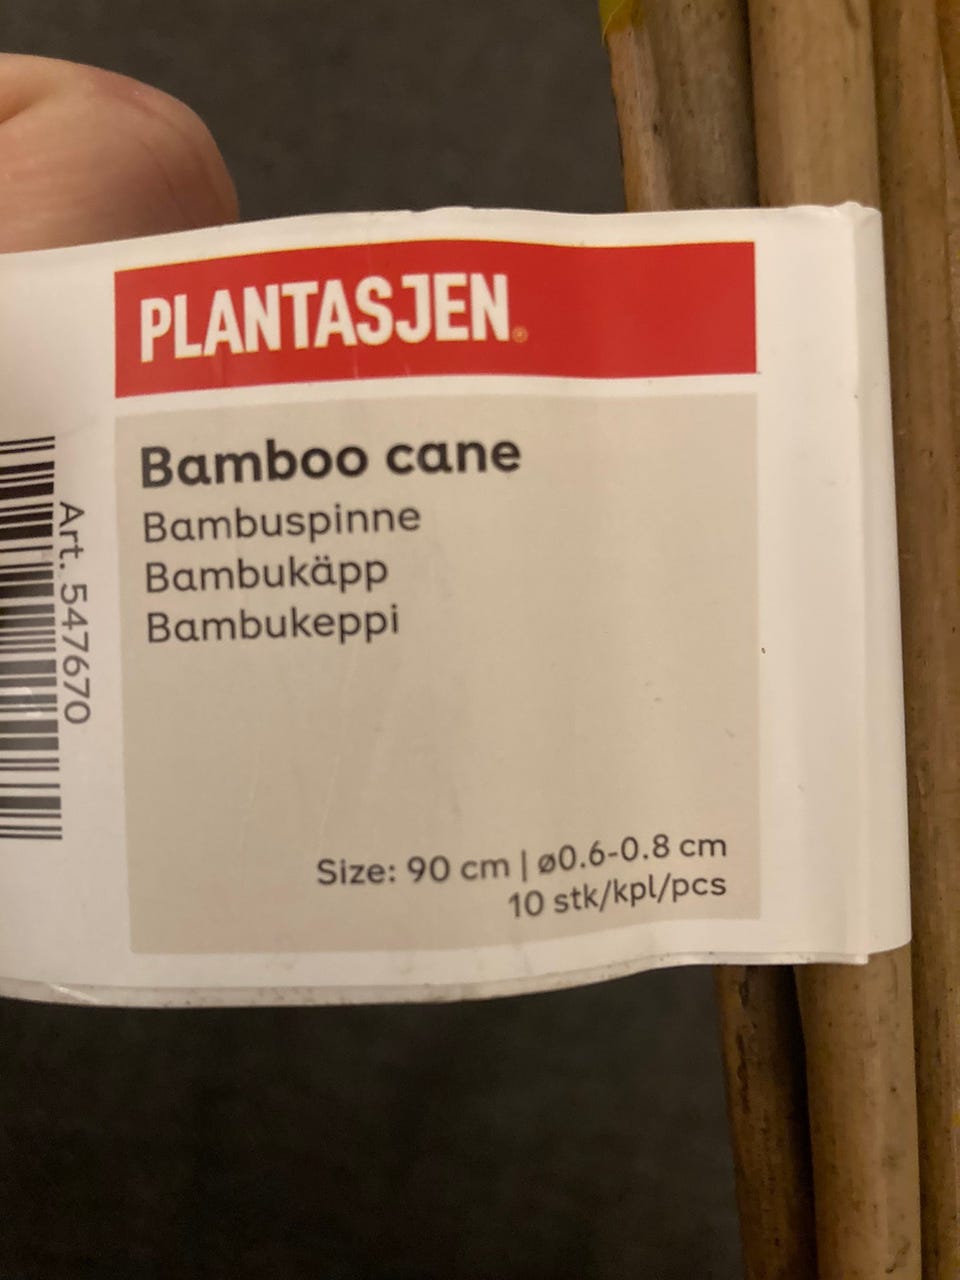 PLANTASJEN®
Bamboo cane
Bambuspinne
Bambukäpp
Bambukeppi
Size: 90 cm | ø0.6-0.8 cm
10 stk/kpl/pcs
Art. 547670